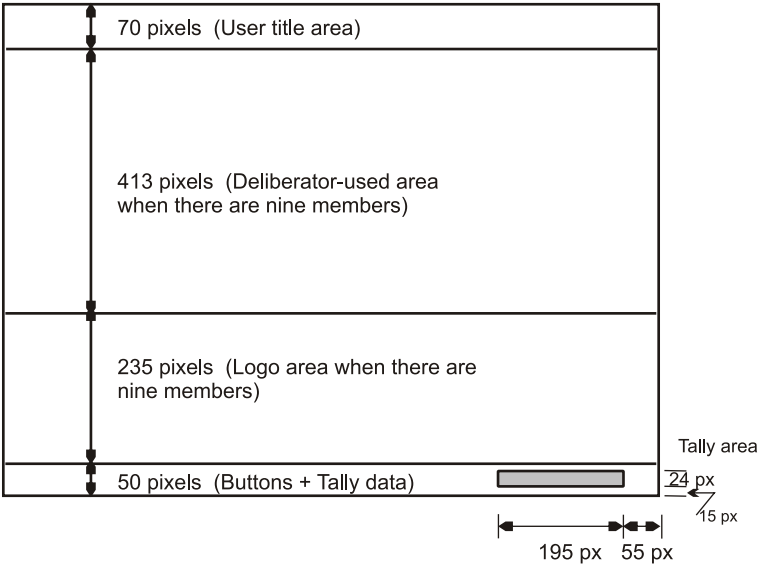 70 pixels (User title area)
413 pixels (Deliberator-used area
when there are nine members)
235 pixels (Logo area when there are
nine members)
Tally area
50 pixels (Buttons + Tally data)
24 px
15 px
195 px
55 px